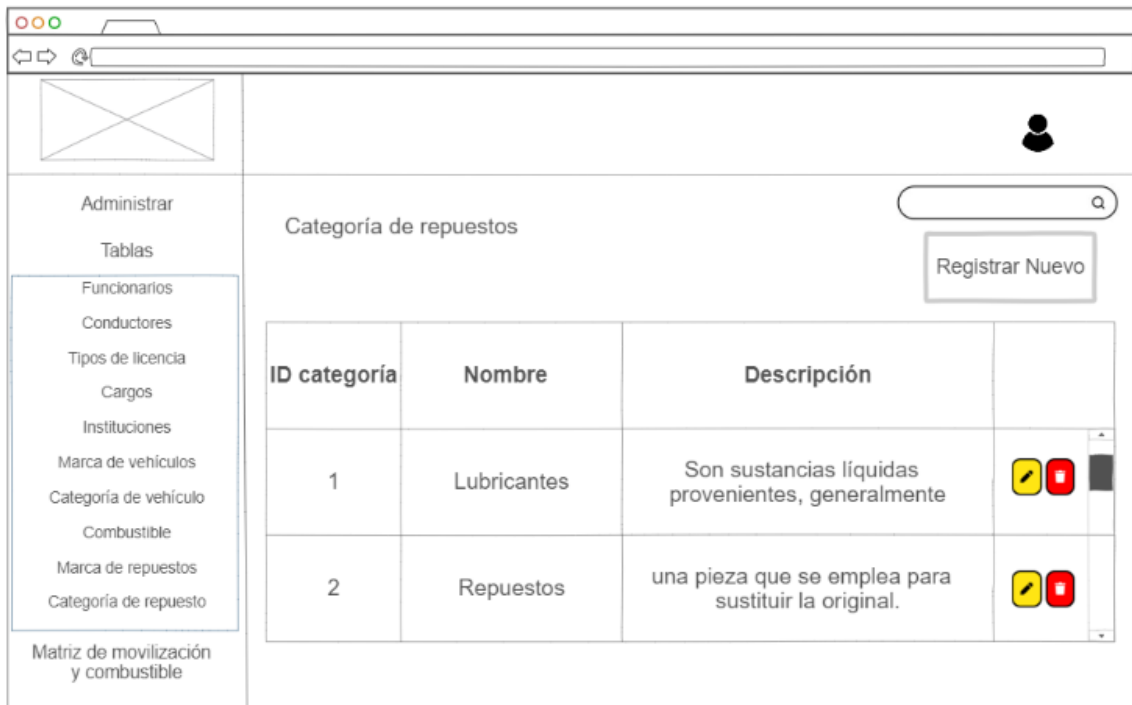 Administrar
Tablas
Funcionarios
Conductores
Tipos de licencia
Cargos
Instituciones
Marca de vehículos
Categoría de vehículo
Combustible
Marca de repuestos
Categoría de repuesto
Matriz de movilización
y combustible
Categoría de repuestos
Registrar Nuevo
ID categoría Nombre Descripción
1 Lubricantes Son sustancias líquidas
provenientes, generalmente
2 Repuestos una pieza que se emplea para
sustituir la original.